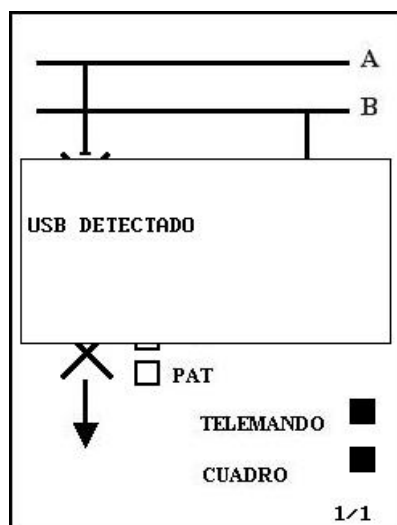 A
B
USB DETECTADO
PAT
TELEMANDO
CUADRO
1/1